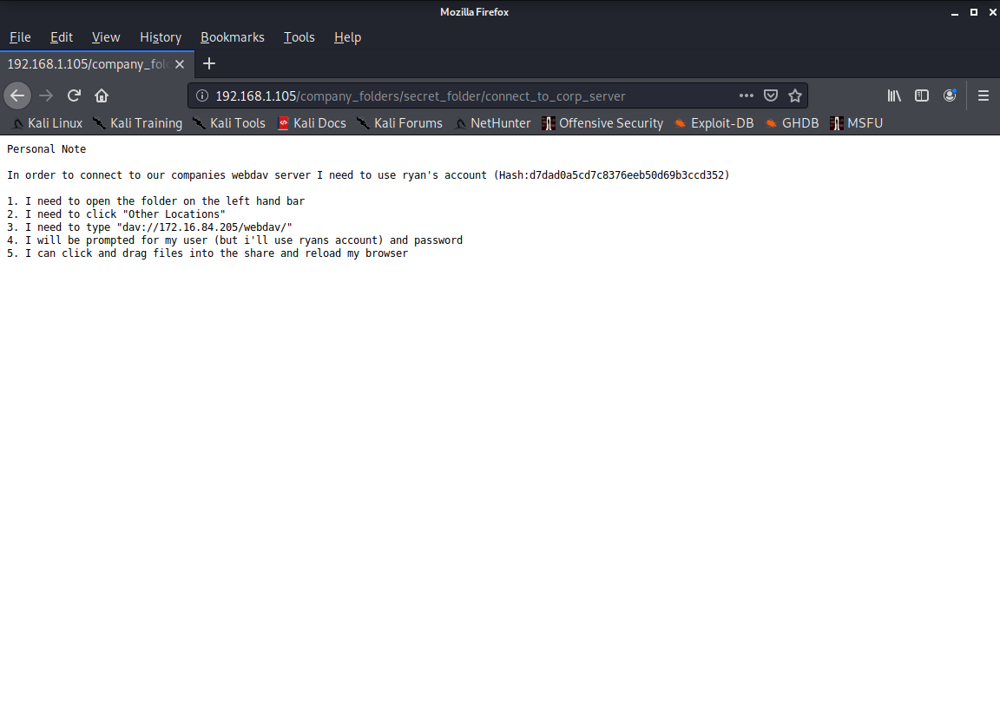 Mozilla Firefox
File Edit View History Bookmarks Tools Help
192.168.1.105/company_fol
192.168.1.105/company_folders/secret_folder/connect_to_corp_server
Kali Linux Kali Training Kali Tools Kali Docs Kali Forums NetHunter Offensive Security Exploit-DB GHDB MSFU
Personal Note
In order to connect to our companies webdav server I need to use ryan's account (Hash:d7dad0a5cd7c8376eeb50d69b3ccd352)
1. I need to open the folder on the left hand bar
2. I need to click "Other Locations"
3. I need to type "dav://172.16.84.205/webdav/"
4. I will be prompted for my user (but i'll use ryans account) and password
5. I can click and drag files into the share and reload my browser